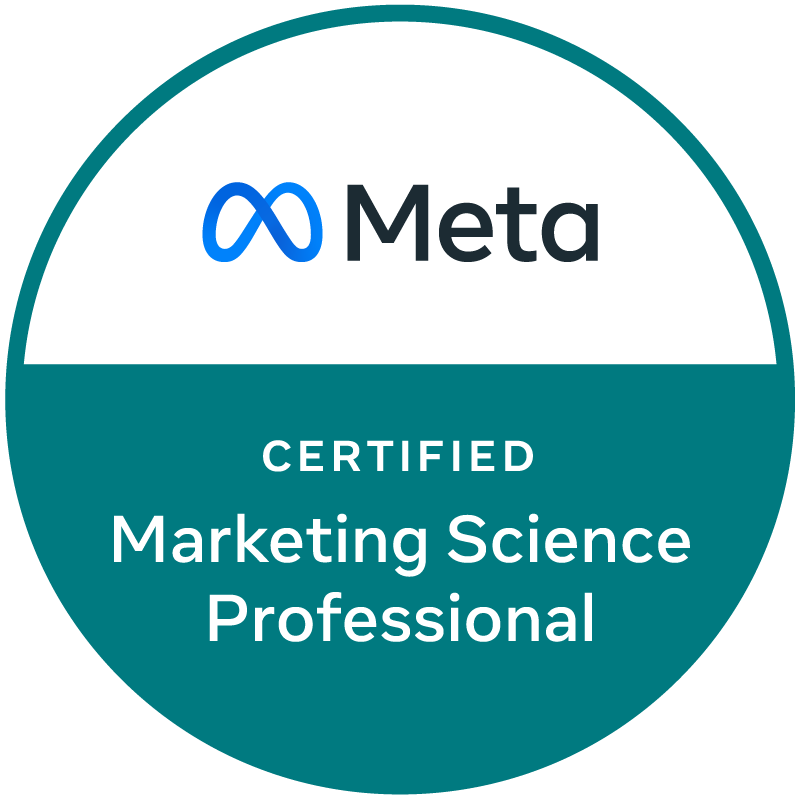 Meta
CERTIFIED
Marketing Science
Professional